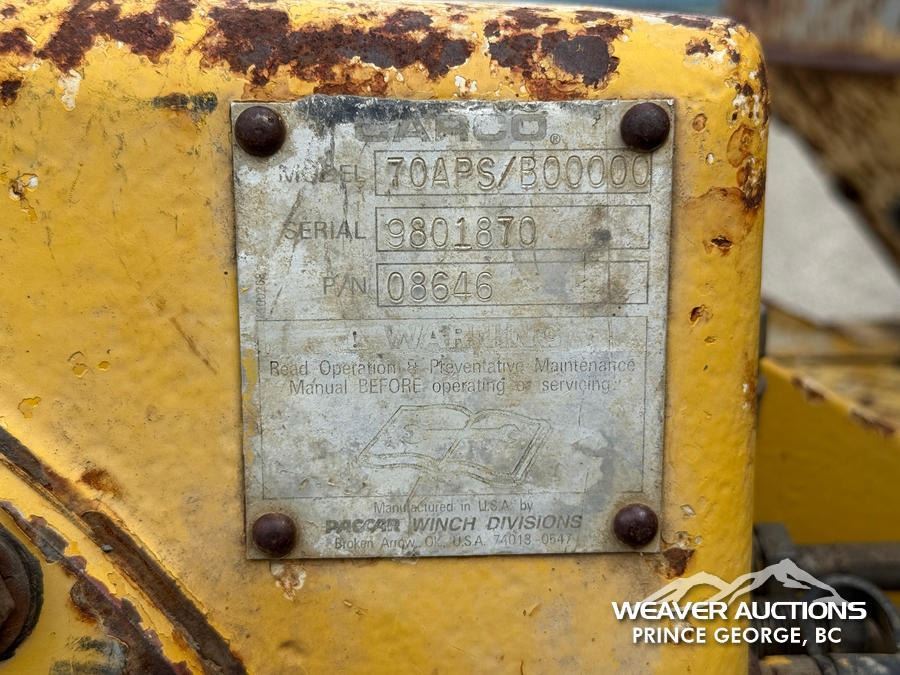 CARCO®
MODEL 70APS/B00000
SERIAL 9801870
P/N 08646
WARNING
Read Operation & Preventative Maintenance
Manual BEFORE operating or servicing.
Manufactured in U.S.A. by
PACCAR WINCH DIVISIONS
Broken Arrow, Ok., U.S.A. 74013-0547
WEAVER AUCTIONS
PRINCE GEORGE, BC